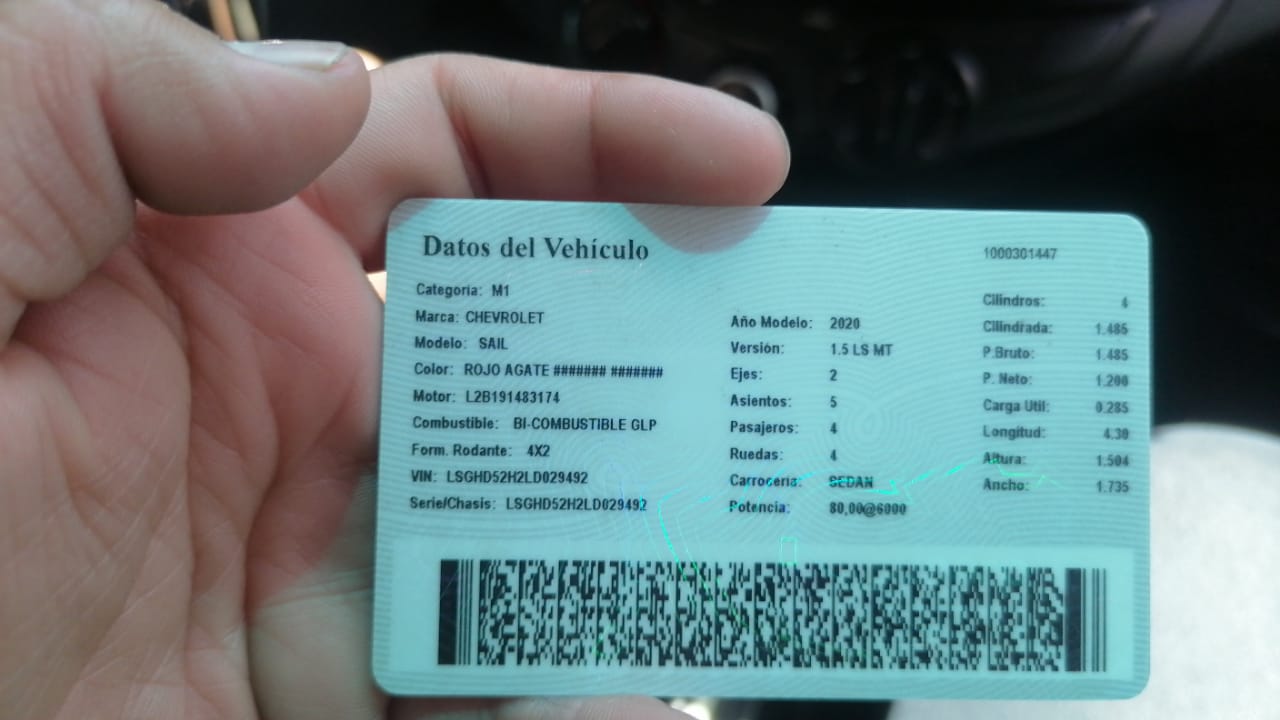 Datos del Vehículo
1000301447
Categoría: M1
Marca: CHEVROLET
Modelo: SAIL
Color: ROJO AGATE ####### #######
Motor: L2B191483174
Combustible: BI-COMBUSTIBLE GLP
Form. Rodante: 4X2
VIN: LSGHD52H2LD029492
Serie/Chasis: LSGHD52H2LD029492
Año Modelo: 2020
Versión: 1.5 LS MT
Ejes: 2
Asientos: 5
Pasajeros: 4
Ruedas: 4
Carrocería: SEDAN
Potencia: 80,00@6000
Cilindros: 4
Cilindrada: 1.485
P.Bruto: 1.485
P. Neto: 1.200
Carga Util: 0.285
Longitud: 4.30
Altura: 1.504
Ancho: 1.735